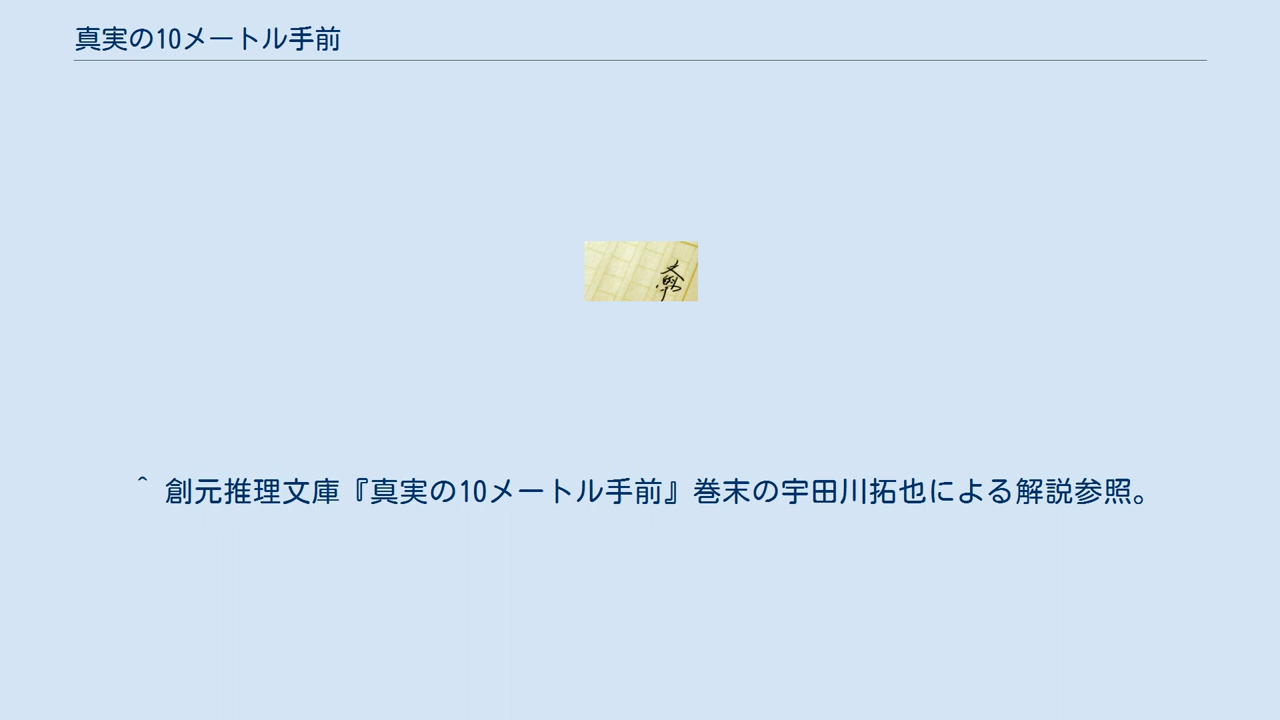 真実の10メートル手前
^ 創元推理文庫『真実の10メートル手前』巻末の宇田川拓也による解説参照。